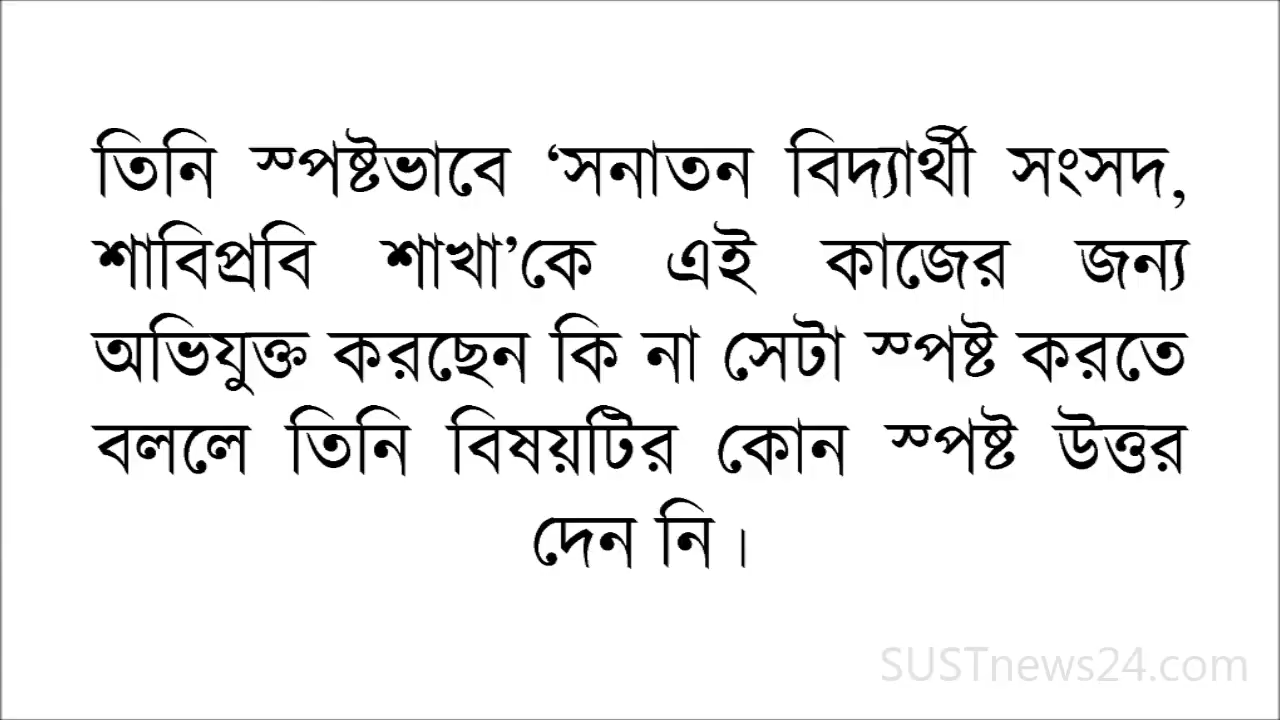 তিনি স্পষ্টভাবে ‘সনাতন বিদ্যার্থী সংসদ,
শাবিপ্রবি শাখা’কে এই কাজের জন্য
অভিযুক্ত করছেন কি না সেটা স্পষ্ট করতে
বললে তিনি বিষয়টির কোন স্পষ্ট উত্তর
দেন নি।
SUSTnews24.com